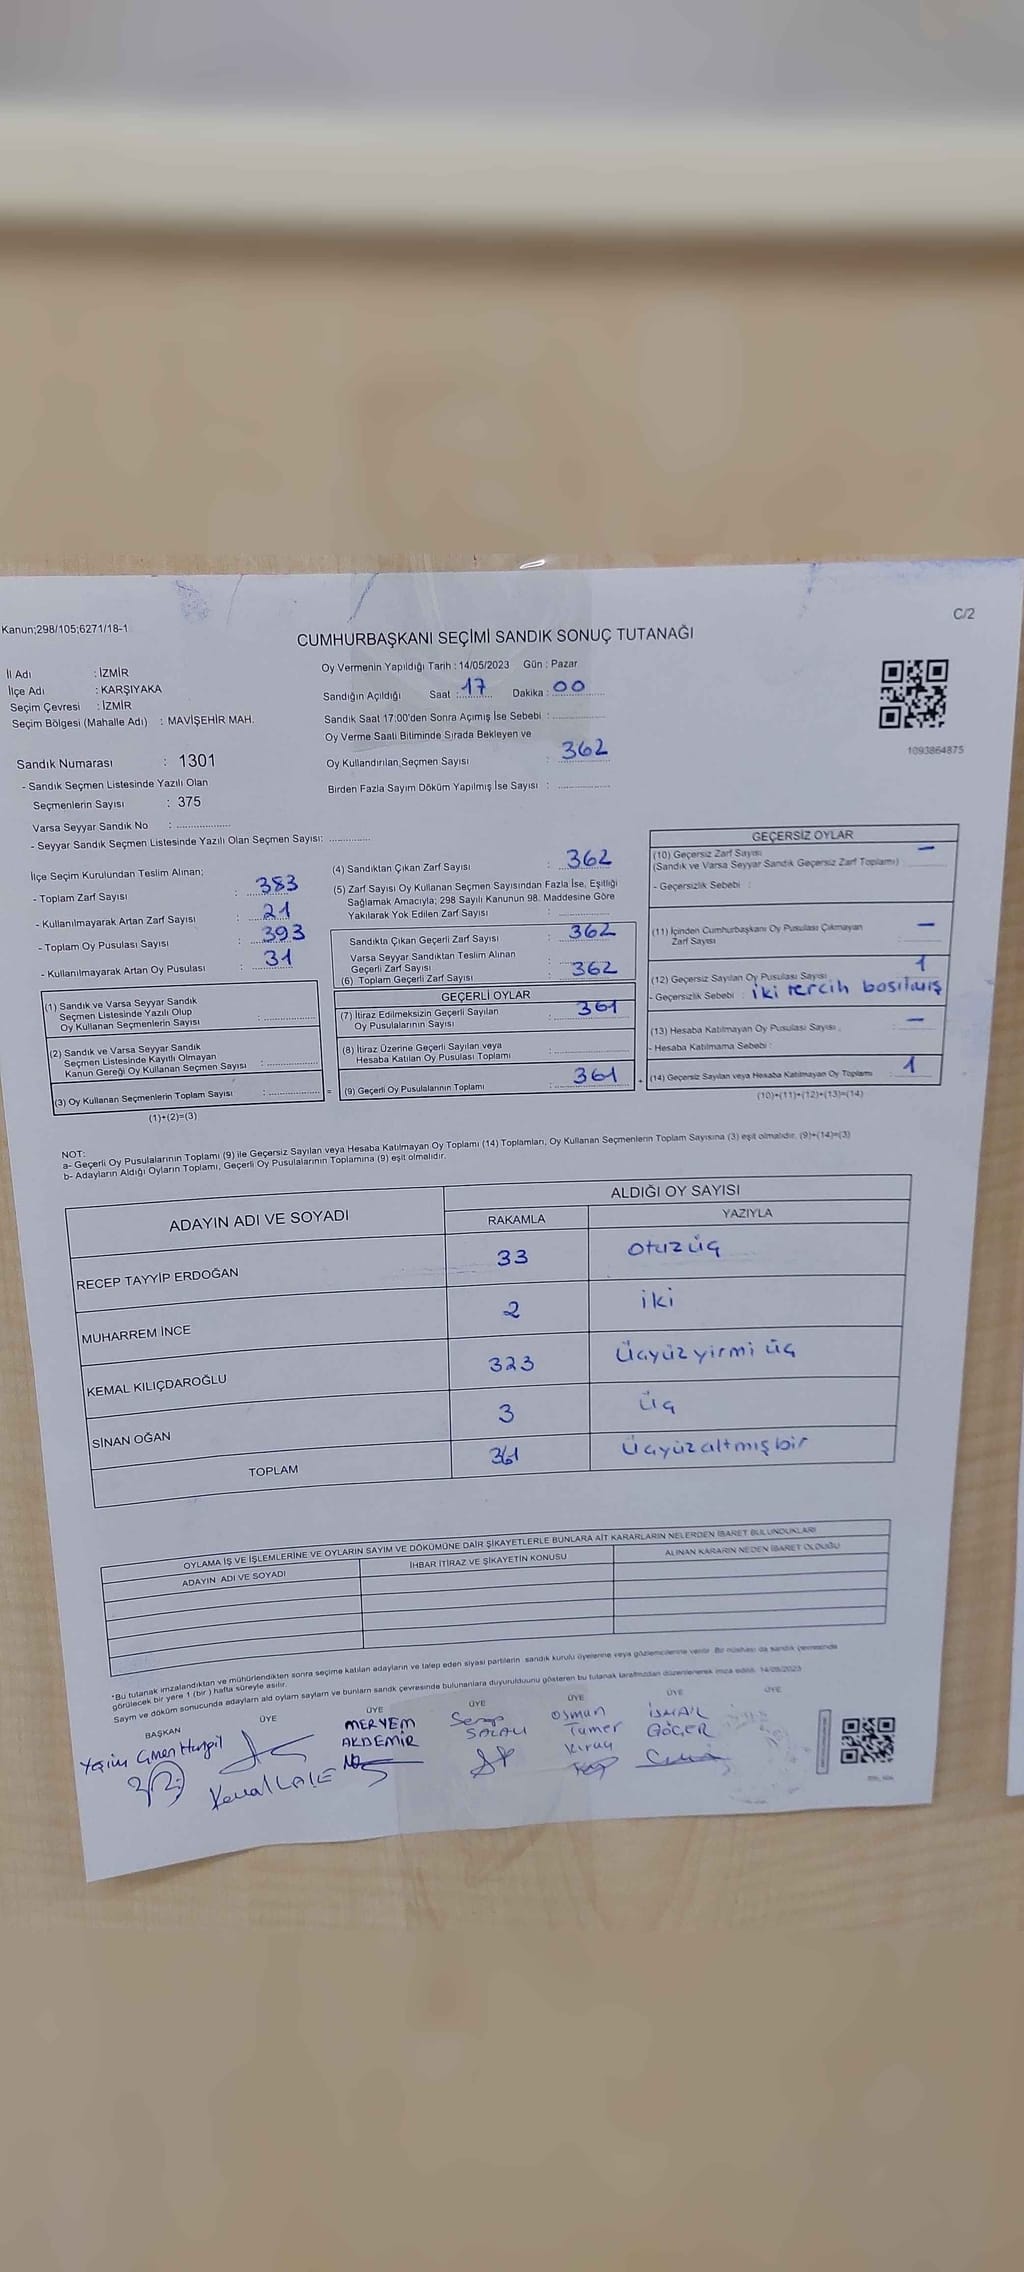 Kanun;298/105;6271/18-1
C/2
CUMHURBAŞKANI SEÇİMİ SANDIK SONUÇ TUTANAĞI
İl Adı : İZMİR
İlçe Adı : KARŞIYAKA
Seçim Çevresi : İZMİR
Seçim Bölgesi (Mahalle Adı) : MAVİŞEHİR MAH.
Sandık Numarası : 1301
- Sandık Seçmen Listesinde Yazılı Olan
Seçmenlerin Sayısı : 375
Varsa Seyyar Sandık No : ..................
- Seyyar Sandık Seçmen Listesinde Yazılı Olan Seçmen Sayısı: .............
Oy Vermenin Yapıldığı Tarih : 14/05/2023 Gün : Pazar
Sandığın Açıldığı Saat : 17 Dakika : 00
Sandık Saat 17:00'den Sonra Açımış İse Sebebi : ................
Oy Verme Saati Bitiminde Sırada Bekleyen ve
Oy Kullandırılan Seçmen Sayısı : 362
Birden Fazla Sayım Döküm Yapılmış İse Sayısı : ................
1093864875
İlçe Seçim Kurulundan Teslim Alınan;
- Toplam Zarf Sayısı : 383
- Kullanılmayarak Artan Zarf Sayısı : 21
- Toplam Oy Pusulası Sayısı : 393
- Kullanılmayarak Artan Oy Pusulası : 31
(4) Sandıktan Çıkan Zarf Sayısı : 362
(5) Zarf Sayısı Oy Kullanan Seçmen Sayısından Fazla İse, Eşitliği
Sağlamak Amacıyla; 298 Sayılı Kanunun 98. Maddesine Göre
Yakılarak Yok Edilen Zarf Sayısı : ................
Sandıkta Çıkan Geçerli Zarf Sayısı : 362
Varsa Seyyar Sandıktan Teslim Alınan
Geçerli Zarf Sayısı : ................
(6) Toplam Geçerli Zarf Sayısı : 362
(1) Sandık ve Varsa Seyyar Sandık
Seçmen Listesinde Yazılı Olup
Oy Kullanan Seçmenlerin Sayısı : ................
(2) Sandık ve Varsa Seyyar Sandık
Seçmen Listesinde Kayıtlı Olmayan
Kanun Gereği Oy Kullanan Seçmen Sayısı : ................
(3) Oy Kullanan Seçmenlerin Toplam Sayısı : ................ =
(1)+(2)=(3)
GEÇERLİ OYLAR
(7) İtiraz Edilmeksizin Geçerli Sayılan
Oy Pusulalarının Sayısı : 361
(8) İtiraz Üzerine Geçerli Sayılan veya
Hesaba Katılan Oy Pusulası Toplamı : ................
(9) Geçerli Oy Pusulalarının Toplamı : 361 +
GEÇERSİZ OYLAR
(10) Geçersiz Zarf Sayısı –
(Sandık ve Varsa Seyyar Sandık Geçersiz Zarf Toplamı)
- Geçersizlik Sebebi :
(11) İçinden Cumhurbaşkanı Oy Pusulası Çıkmayan
Zarf Sayısı : –
(12) Geçersiz Sayılan Oy Pusulası Sayısı : 1
- Geçersizlik Sebebi : iki tercih basılmış
(13) Hesaba Katılmayan Oy Pusulası Sayısı : –
- Hesaba Katılmama Sebebi :
(14) Geçersiz Sayılan veya Hesaba Katılmayan Oy Toplamı : 1
(10)+(11)+(12)+(13)=(14)
NOT:
a- Geçerli Oy Pusulalarının Toplamı (9) ile Geçersiz Sayılan veya Hesaba Katılmayan Oy Toplamı (14) Toplamları, Oy Kullanan Seçmenlerin Toplam Sayısına (3) eşit olmalıdır. (9)+(14)=(3)
b- Adayların Aldığı Oyların Toplamı, Geçerli Oy Pusulalarının Toplamına (9) eşit olmalıdır.
ADAYIN ADI VE SOYADI ALDIĞI OY SAYISI
RAKAMLA YAZIYLA
RECEP TAYYİP ERDOĞAN 33 otuzüç
MUHARREM İNCE 2 iki
KEMAL KILIÇDAROĞLU 323 üçyüzyirmi üç
SİNAN OĞAN 3 üç
TOPLAM 361 üçyüzaltmışbir
OYLAMA İŞ VE İŞLEMLERİNE VE OYLARIN SAYIM VE DÖKÜMÜNE DAİR ŞİKAYETLERLE BUNLARA AİT KARARLARIN NELERDEN İBARET BULUNDUKLARI
ADAYIN ADI VE SOYADI İHBAR İTİRAZ VE ŞİKAYETİN KONUSU ALINAN KARARIN NEDEN İBARET OLDUĞU
*Bu tutanak imzalandıktan ve mühürlendikten sonra seçime katılan adayların ve talep eden siyasi partilerin sandık kurulu üyelerine veya gözlemcilerine verilir. Bir nüshası da sandık çevresinde
görülecek bir yere 1 (bir) hafta süreyle asılır.
Sayım ve döküm sonucunda adayların ald oyların sayıları ve bunların sandık çevresinde bulunanlara duyurulduunu gösteren bu tutanak tarafımızdan düzenlenerek imza edildi. 14/05/2023
BAŞKAN ÜYE ÜYE ÜYE ÜYE ÜYE ÜYE
MERYEM AKDEMİR
Serap
Osman Tümer Kıray
İSMAİL GÖÇER
Kemal LALE